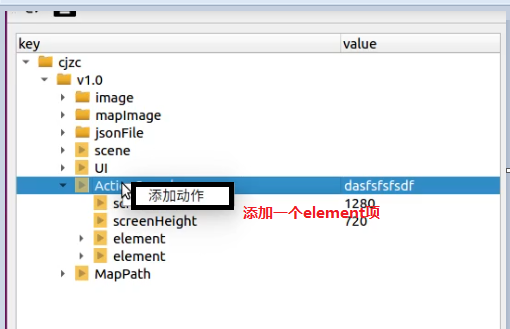 key value
cjzc
v1.0
image
mapImage
jsonFile
scene
UI
dasfsfsfsdf
添加动作
1280
添加一个element项
screenHeight 720
element
element
MapPath